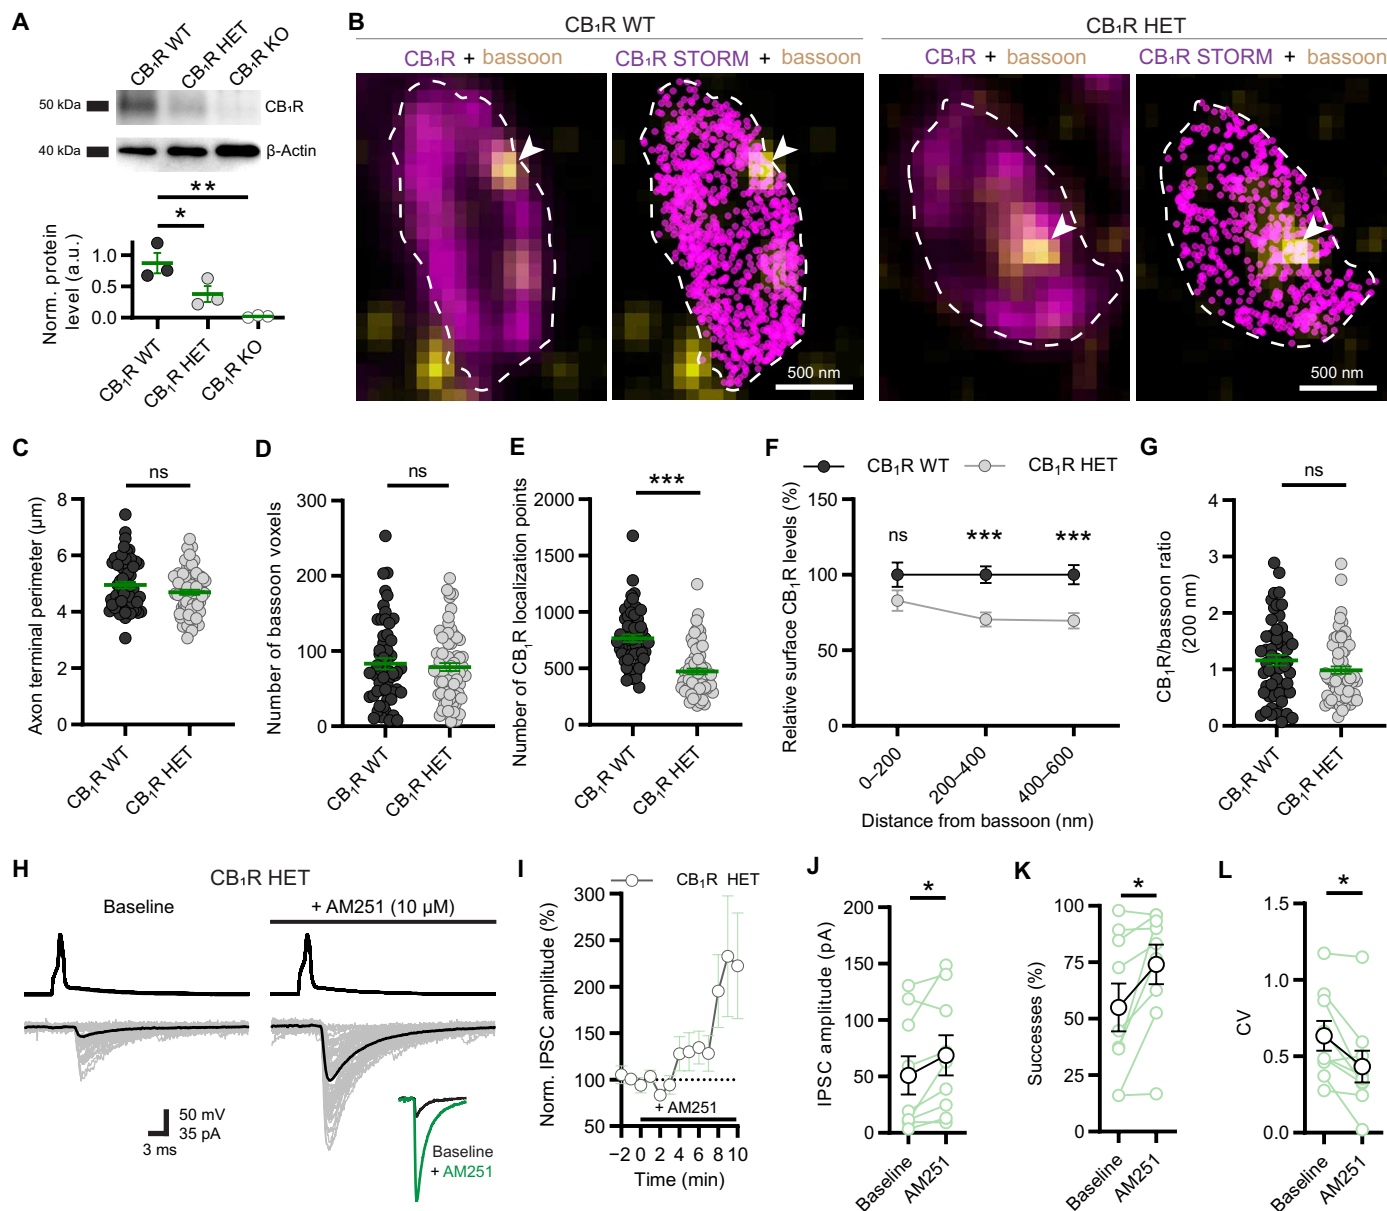 A
CB₁R WT
CB₁R HET
CB₁R KO
50 kDa
CB₁R
40 kDa
β-Actin
**
*
Norm. protein
level (a.u.)
1.0
0.5
0.0
CB₁R WT
CB₁R HET
CB₁R KO
B
CB₁R WT
CB₁R + bassoon
CB₁R STORM + bassoon
500 nm
CB₁R HET
CB₁R + bassoon
CB₁R STORM + bassoon
500 nm
C
ns
Axon terminal perimeter (µm)
8
6
4
2
0
CB₁R WT
CB₁R HET
D
ns
Number of bassoon voxels
300
200
100
0
CB₁R WT
CB₁R HET
E
***
Number of CB₁R localization points
2000
1500
1000
500
0
CB₁R WT
CB₁R HET
F
CB₁R WT
CB₁R HET
Relative surface CB₁R levels (%)
150
100
50
0
ns
***
***
0–200
200–400
400–600
Distance from bassoon (nm)
G
ns
CB₁R/bassoon ratio
(200 nm)
4
3
2
1
0
CB₁R WT
CB₁R HET
H
CB₁R HET
Baseline
+ AM251 (10 µM)
50 mV
35 pA
3 ms
Baseline
+ AM251
I
CB₁R HET
Norm. IPSC amplitude (%)
300
250
200
150
100
50
+ AM251
−2 0 2 4 6 8 10
Time (min)
J
*
IPSC amplitude (pA)
200
150
100
50
0
Baseline
AM251
K
*
Successes (%)
100
75
50
25
0
Baseline
AM251
L
*
CV
1.5
1.0
0.5
0.0
Baseline
AM251